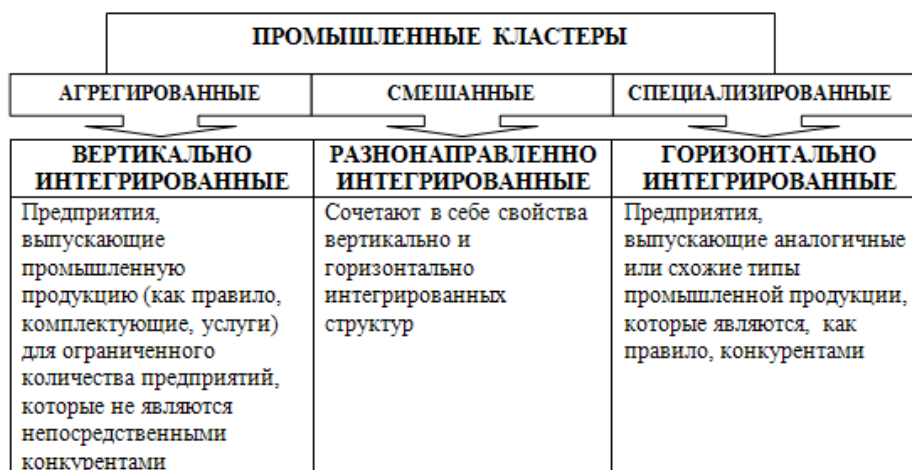 ПРОМЫШЛЕННЫЕ КЛАСТЕРЫ
АГРЕГИРОВАННЫЕ
СМЕШАННЫЕ
СПЕЦИАЛИЗИРОВАННЫЕ
ВЕРТИКАЛЬНО
ИНТЕГРИРОВАННЫЕ
Предприятия,
выпускающие
промышленную
продукцию (как правило,
комплектующие, услуги)
для ограниченного
количества предприятий,
которые не являются
непосредственными
конкурентами
РАЗНОНАПРАВЛЕННО
ИНТЕГРИРОВАННЫЕ
Сочетают в себе свойства
вертикально и
горизонтально
интегрированных
структур
ГОРИЗОНТАЛЬНО
ИНТЕГРИРОВАННЫЕ
Предприятия,
выпускающие аналогичные
или схожие типы
промышленной продукции,
которые являются, как
правило, конкурентами